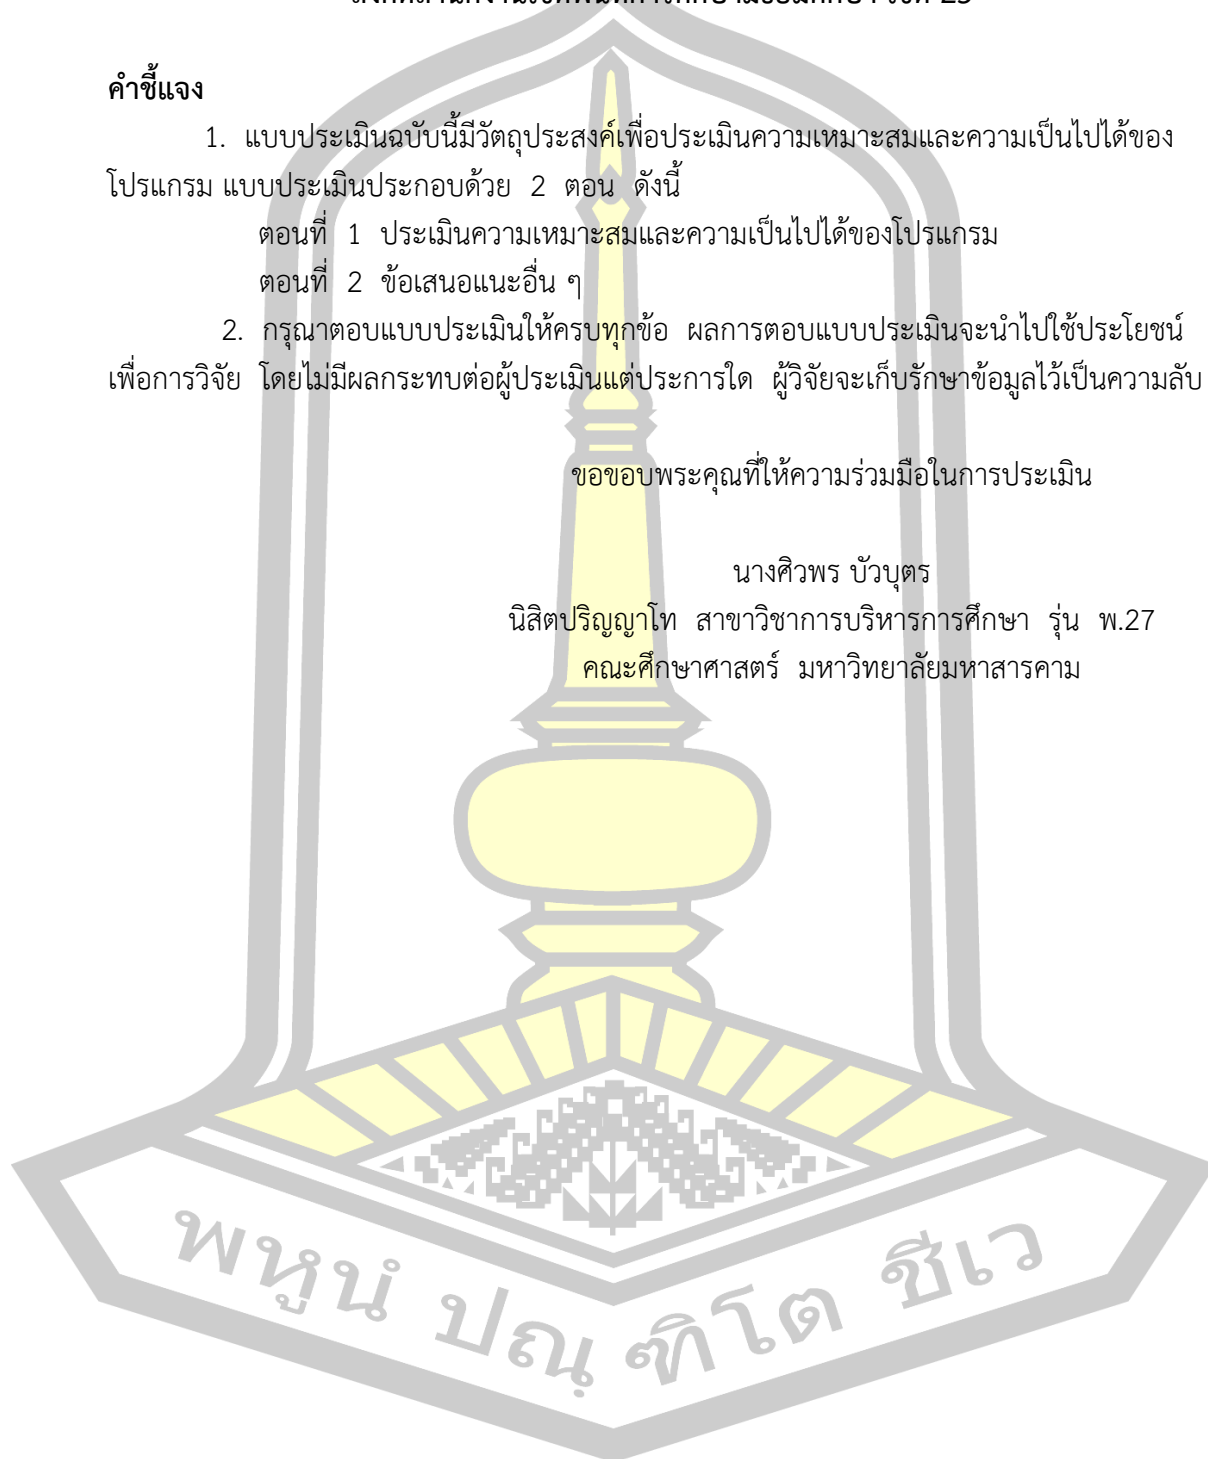 คำชี้แจง
1. แบบประเมินฉบับนี้มีวัตถุประสงค์เพื่อประเมินความเหมาะสมและความเป็นไปได้ของ
โปรแกรม แบบประเมินประกอบด้วย 2 ตอน ดังนี้
ตอนที่ 1 ประเมินความเหมาะสมและความเป็นไปได้ของโปรแกรม
ตอนที่ 2 ข้อเสนอแนะอื่น ๆ
2. กรุณาตอบแบบประเมินให้ครบทุกข้อ ผลการตอบแบบประเมินจะนำไปใช้ประโยชน์
เพื่อการวิจัย โดยไม่มีผลกระทบต่อผู้ประเมินแต่ประการใด ผู้วิจัยจะเก็บรักษาข้อมูลไว้เป็นความลับ
ขอขอบพระคุณที่ให้ความร่วมมือในการประเมิน
นางศิวพร บัวบุตร
นิสิตปริญญาโท สาขาวิชาการบริหารการศึกษา รุ่น พ.27
คณะศึกษาศาสตร์ มหาวิทยาลัยมหาสารคาม
พหูนํ ปณฺฑิโต ชีเว